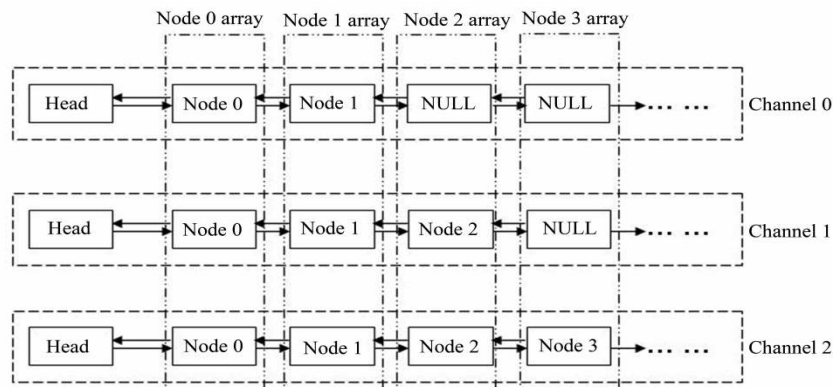 Node 0 array Node 1 array Node 2 array Node 3 array
Head Node 0 Node 1 NULL NULL ... ... Channel 0
Head Node 0 Node 1 Node 2 NULL ... ... Channel 1
Head Node 0 Node 1 Node 2 Node 3 ... ... Channel 2